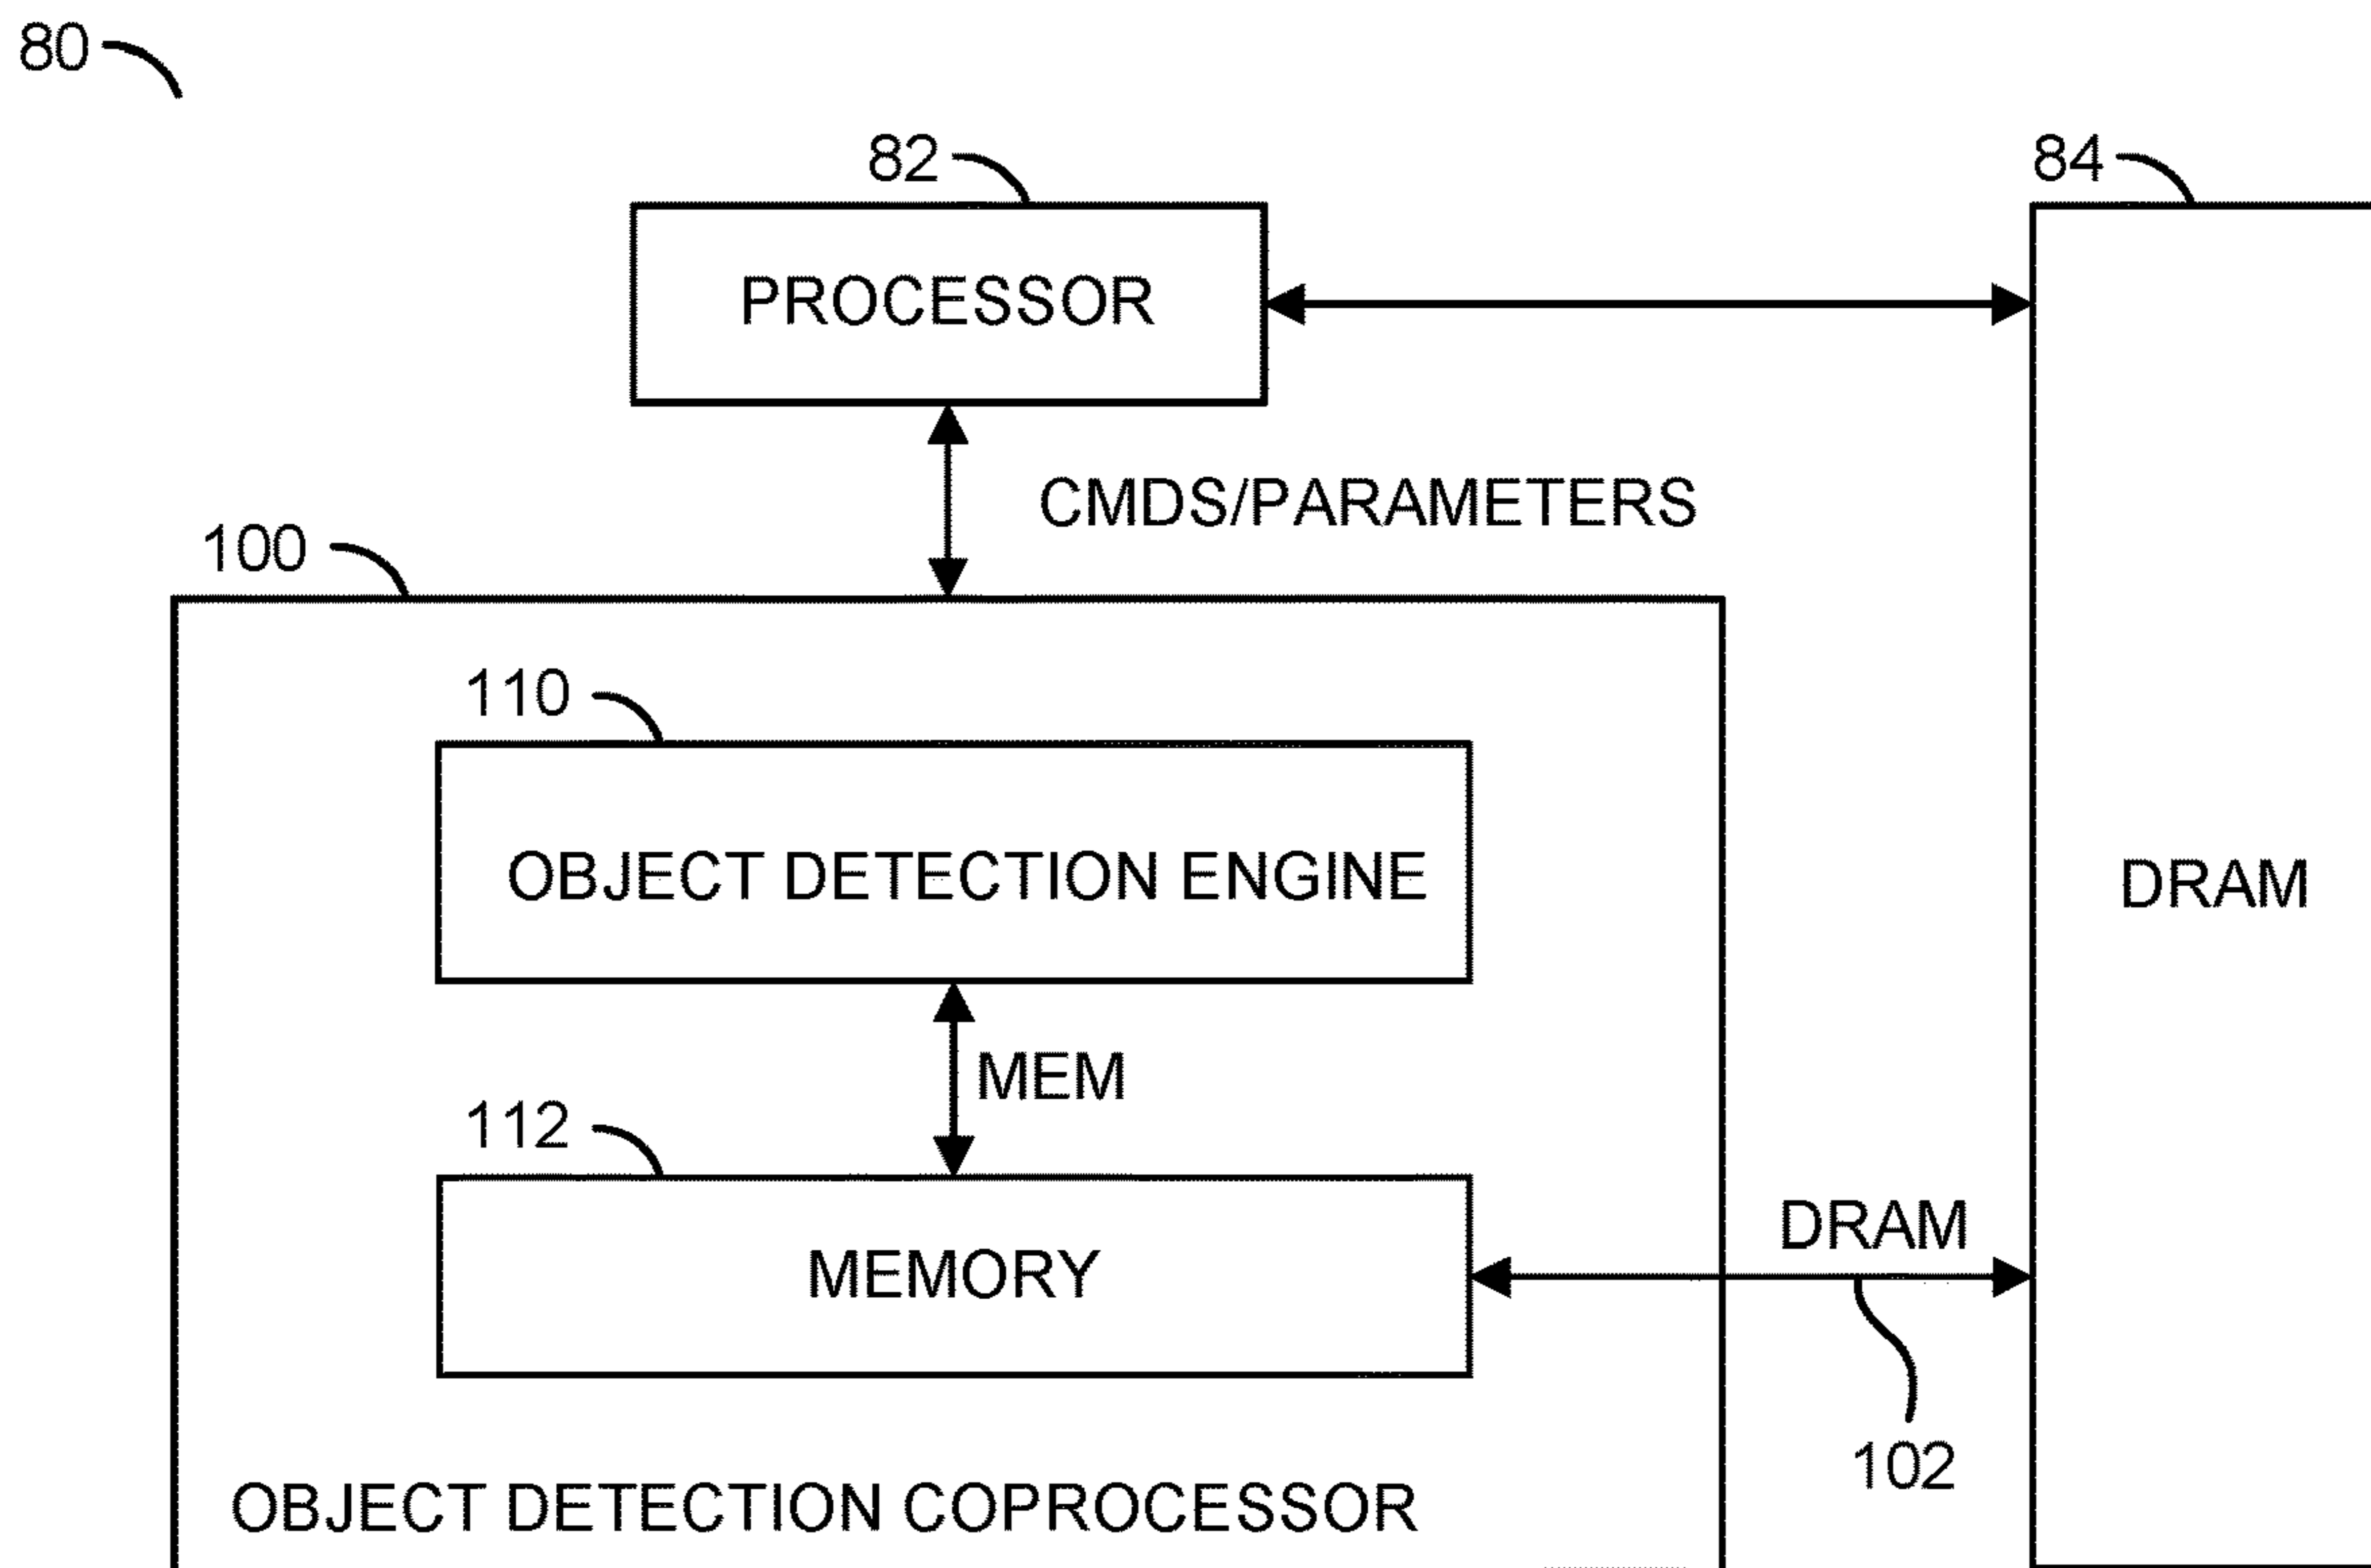 80
82
84
PROCESSOR
CMDS/PARAMETERS
100
110
OBJECT DETECTION ENGINE
DRAM
MEM
112
DRAM
MEMORY
102
OBJECT DETECTION COPROCESSOR